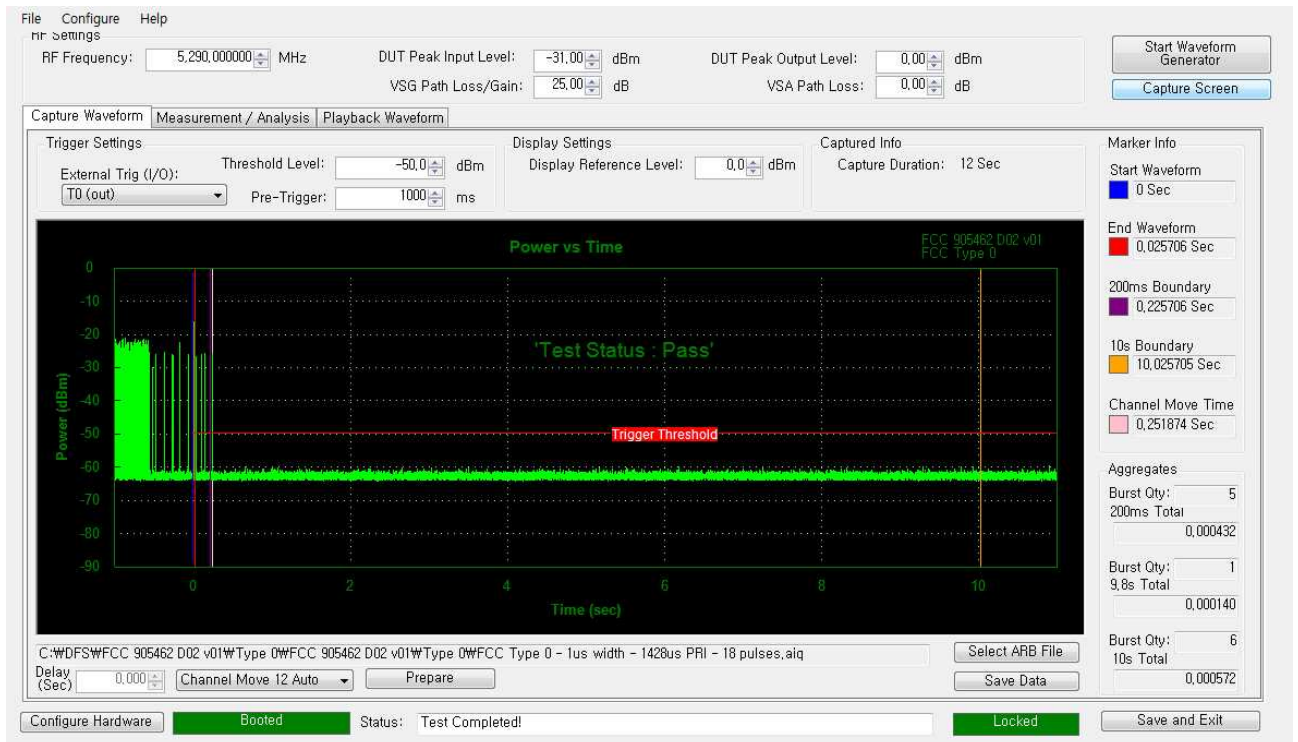 File Configure Help
RF Settings
RF Frequency: 5,290,000000 MHz DUT Peak Input Level: -31,00 dBm DUT Peak Output Level: 0,00 dBm
VSG Path Loss/Gain: 25,00 dB VSA Path Loss: 0,00 dB
Start Waveform
Generator
Capture Screen
Capture Waveform Measurement / Analysis Playback Waveform
Trigger Settings
External Trig (I/O):
T0 (out)
Threshold Level: -50,0 dBm
Pre-Trigger: 1000 ms
Display Settings
Display Reference Level: 0,0 dBm
Captured Info
Capture Duration: 12 Sec
Power vs Time
FCC 905462 D02 v01
FCC Type 0
'Test Status : Pass'
Trigger Threshold
Power (dBm)
0
-10
-20
-30
-40
-50
-60
-70
-80
-90
0 2 4 6 8 10
Time (sec)
Marker Info
Start Waveform
0 Sec
End Waveform
0,025706 Sec
200ms Boundary
0,225706 Sec
10s Boundary
10,025705 Sec
Channel Move Time
0,251874 Sec
Aggregates
Burst Qty: 5
200ms Total
0,000432
Burst Qty: 1
9,8s Total
0,000140
Burst Qty: 6
10s Total
0,000572
C:₩DFS₩FCC 905462 D02 v01₩Type 0₩FCC 905462 D02 v01₩Type 0₩FCC Type 0 - 1us width - 1428us PRI - 18 pulses,aiq
Select ARB File
Delay
(Sec) 0,000 Channel Move 12 Auto Prepare Save Data
Configure Hardware Booted Status: Test Completed! Locked Save and Exit